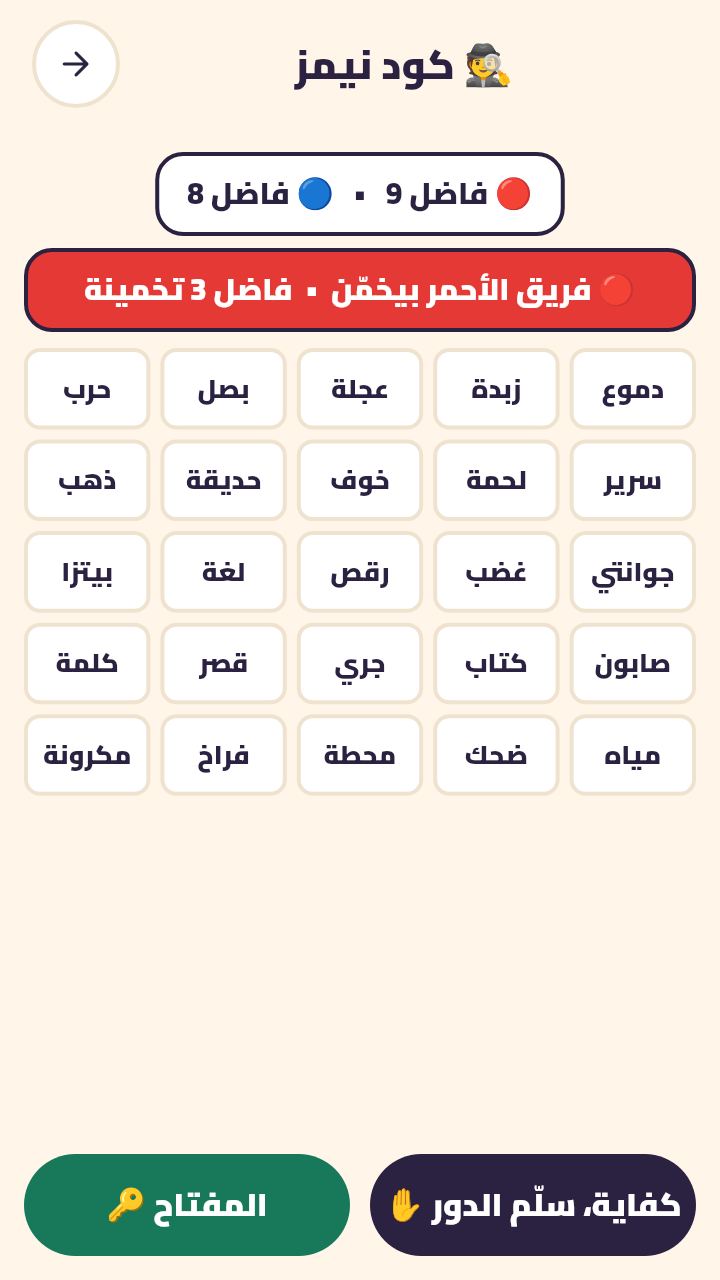 🕵️ كود نيمز
🔴 فاضل 9 ▪ 🔵 فاضل 8
🔴 فريق الأحمر بيخمّن ▪ فاضل 3 تخمينة
دموع زبدة عجلة بصل حرب
سرير لحمة خوف حديقة ذهب
جوانتي غضب رقص لغة بيتزا
صابون كتاب جري قصر كلمة
مياه ضحك محطة فراخ مكرونة
كفاية، سلّم الدور ✋ المفتاح 🔑